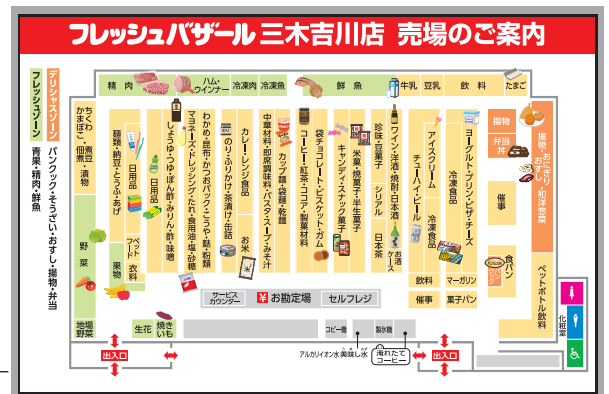 フレッシュバザール 三木吉川店 売場のご案内
デリシャスゾーン パンクック・そうざい・おすし・揚物・弁当
フレッシュゾーン 青果・精肉・鮮魚
精肉
ハム・ウインナー
冷凍肉
冷凍魚
鮮魚
牛乳
豆乳
飲料
たまご
ちくわ かまぼこ
煮豆 佃煮
漬物
麺類・納豆・とうふ・あげ
日用品
日用品
しょうゆ・つゆ・ぽん酢・みりん・酢・味噌
マヨネーズ・ドレッシング・たれ・食用油・塩・砂糖
わかめ・昆布・かつおパック・こうや・麩・粉類
のり・ふりかけ・茶漬け・缶詰
カレー・レンジ食品
お米
中華材料・即席調味料・パスタ・スープ・みそ汁
カップ麺・袋麺・乾麺
コーヒー・紅茶・ココア・製菓材料
袋チョコレート・ビスケット・ガム
キャンディ・スナック菓子
米菓・焼菓子・半生菓子
珍味・豆菓子
シリアル
日本茶
ワイン・洋酒・焼酎・日本酒
お酒ケース
チューハイ・ビール
アイスクリーム
冷凍食品
冷凍食品
ヨーグルト・プリン・ピザ・チーズ
揚物
弁当 丼
揚物・おにぎり・おすし・和洋惣菜
催事
食パン
パンクック
ペットボトル飲料
野菜
果物
ペットフード
衣料
飲料
マーガリン
催事
菓子パン
地場野菜
生花
焼きいも
サービスカウンター
¥ お勘定場
セルフレジ
コピー機
製氷機
アルカリイオン水 美味し水
淹れたてコーヒー
出入口
出入口
化粧室